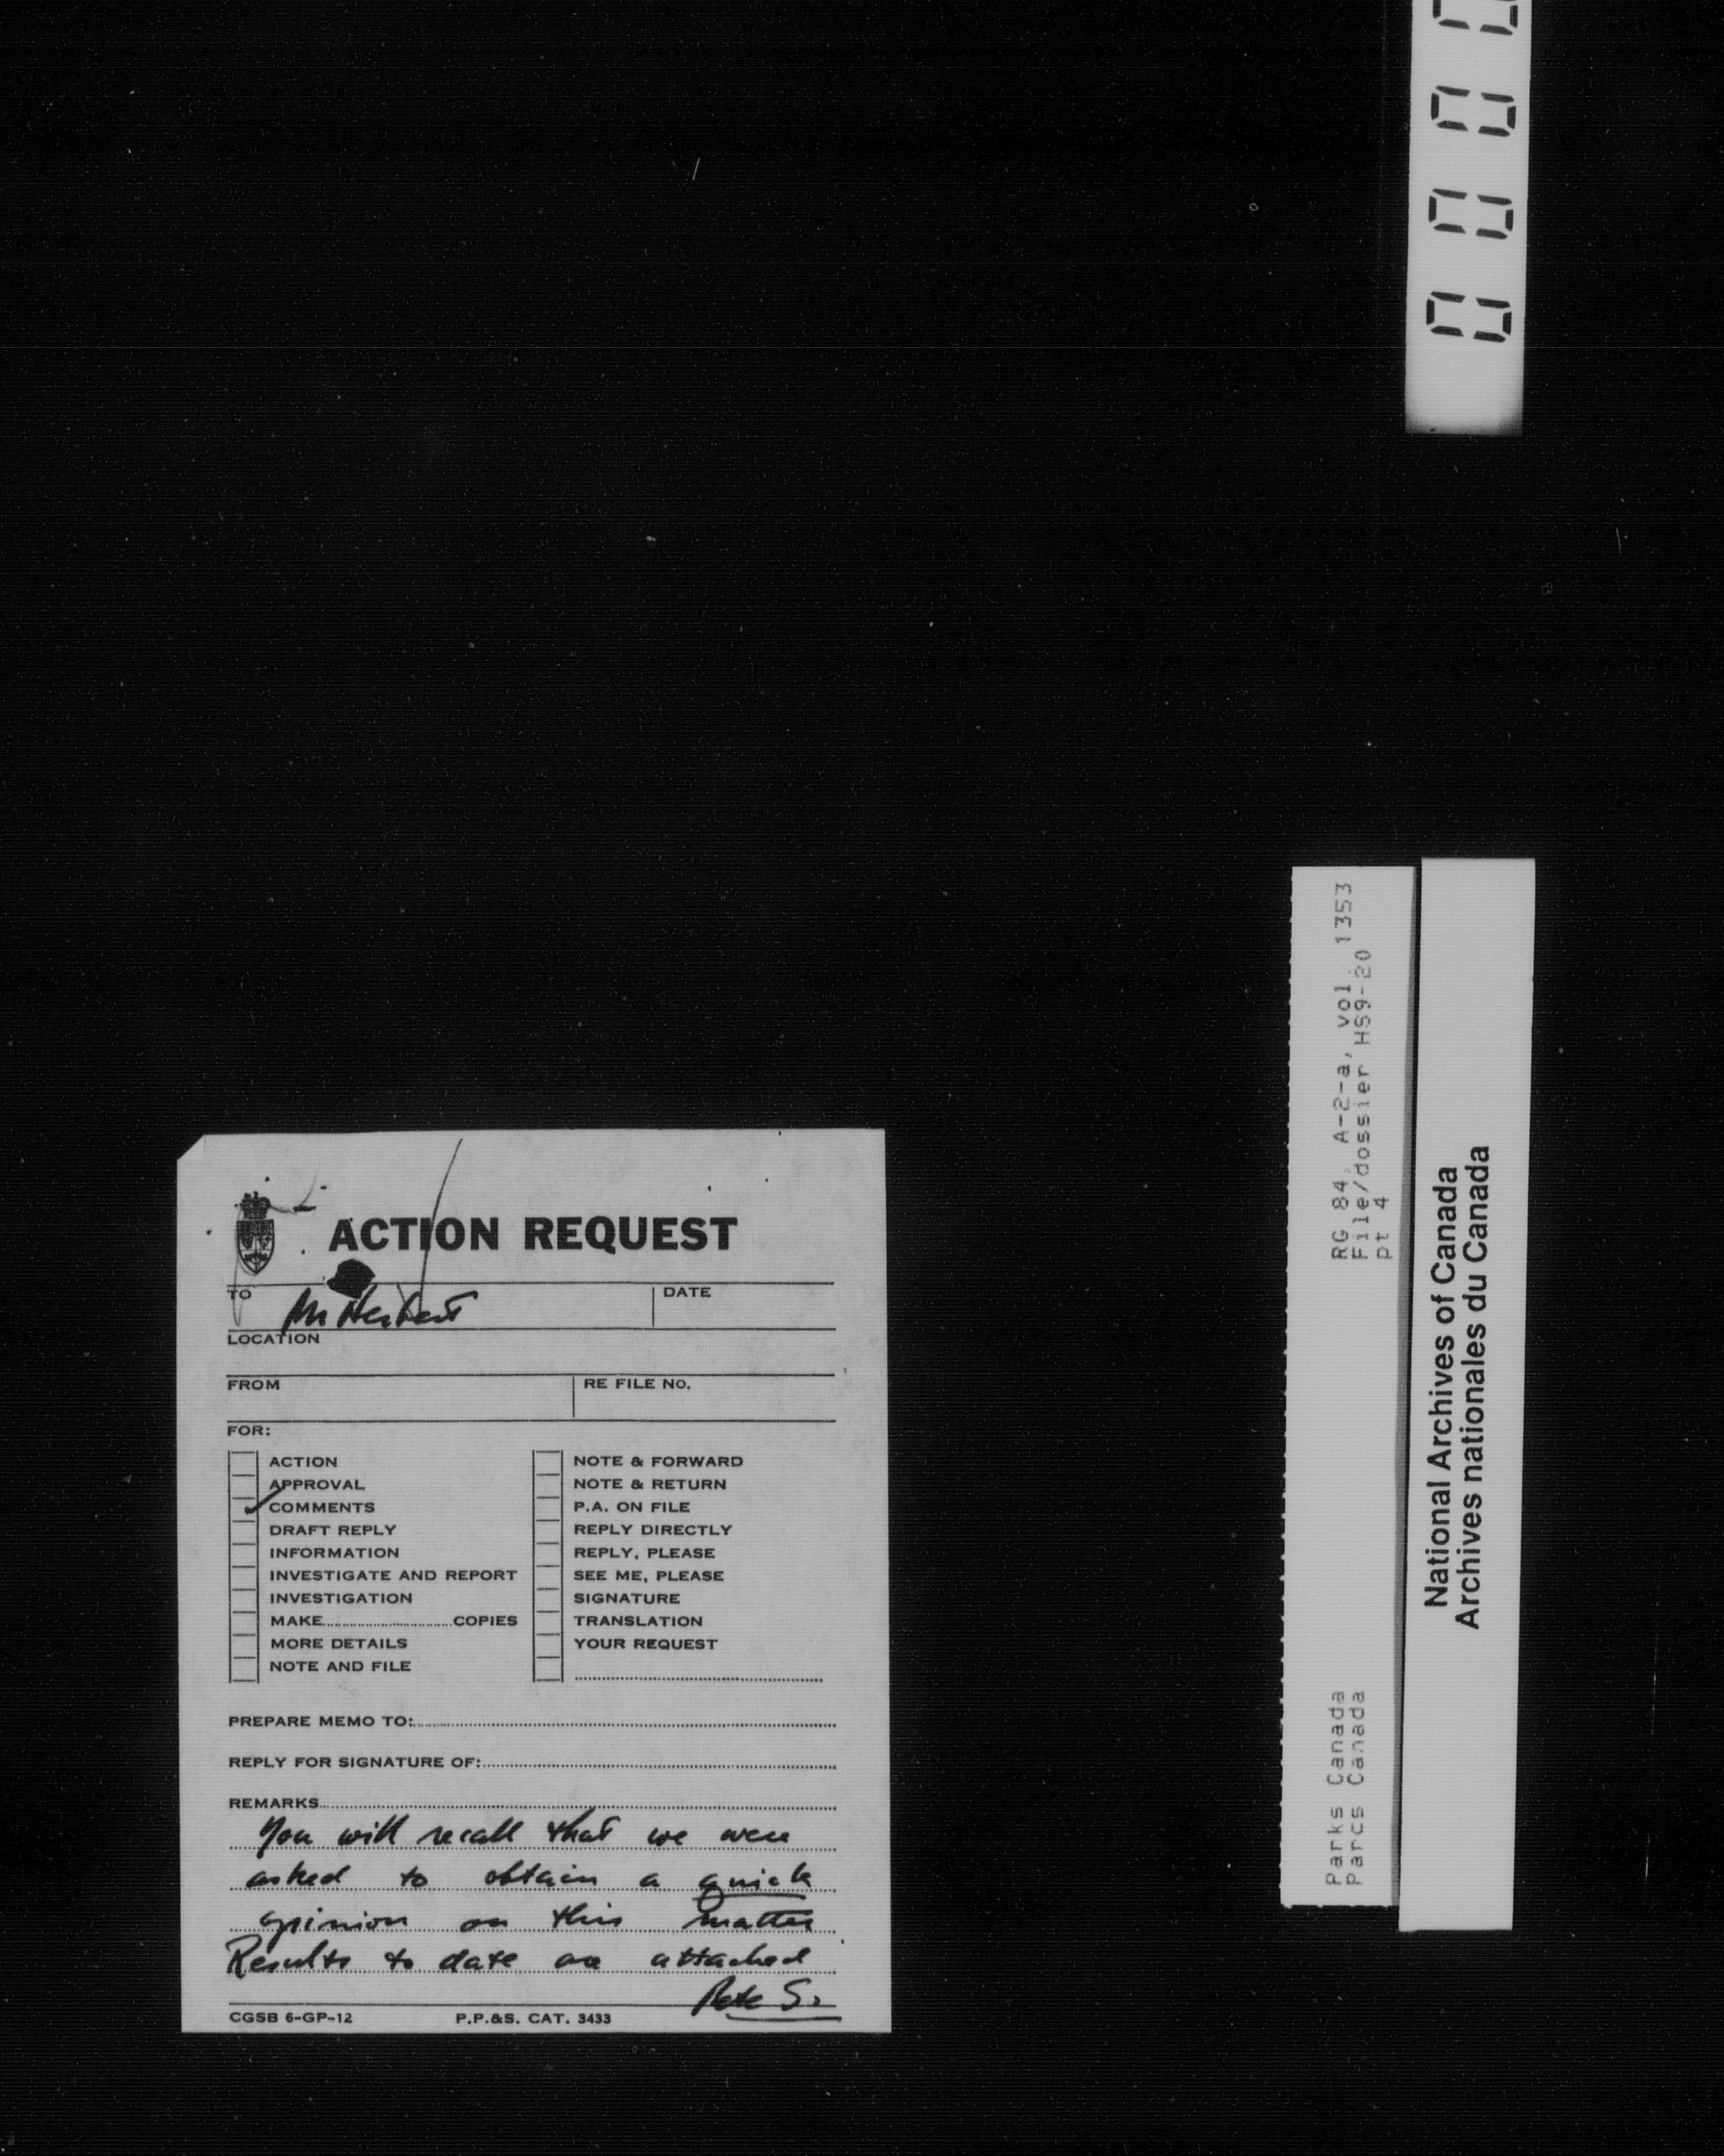 ACTION REQUEST
TO Mr Herbert DATE
LOCATION
FROM RE FILE NO.
FOR:
ACTION
APPROVAL
COMMENTS
DRAFT REPLY
INFORMATION
INVESTIGATE AND REPORT
INVESTIGATION
MAKE COPIES
MORE DETAILS
NOTE AND FILE
NOTE & FORWARD
NOTE & RETURN
P.A. ON FILE
REPLY DIRECTLY
REPLY, PLEASE
SEE ME, PLEASE
SIGNATURE
TRANSLATION
YOUR REQUEST
PREPARE MEMO TO:
REPLY FOR SIGNATURE OF:
REMARKS
You will recall that we were
asked to obtain a quick
opinion on this matter
Results to date are attached
Pete S.
CGSB 6-GP-12 P.P.&S. CAT. 3433
RG 84, A-2-a, vol. 1353
File/dossier HS9-20
pt 4
Parks Canada
Parcs Canada
National Archives of Canada
Archives nationales du Canada